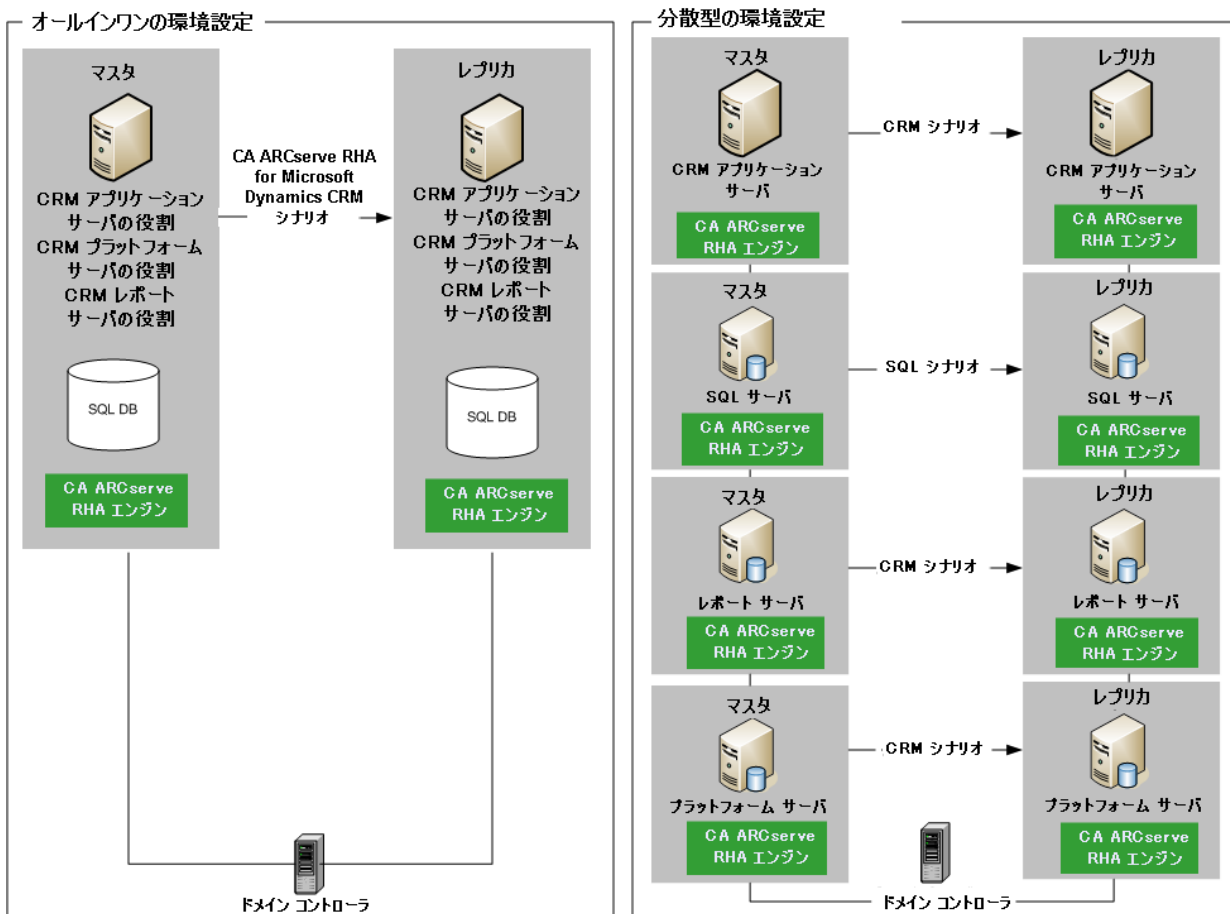 オールインワンの環境設定
マスタ
CRM アプリケーション
サーバの役割
CRM プラットフォーム
サーバの役割
CRM レポート
サーバの役割
SQL DB
CA ARCserve
RHA エンジン
CA ARCserve RHA
for Microsoft
Dynamics CRM
シナリオ
レプリカ
CRM アプリケーション
サーバの役割
CRM プラットフォーム
サーバの役割
CRM レポート
サーバの役割
SQL DB
CA ARCserve
RHA エンジン
ドメイン コントローラ
分散型の環境設定
マスタ
CRM アプリケーション
サーバ
CA ARCserve
RHA エンジン
CRM シナリオ
レプリカ
CRM アプリケーション
サーバ
CA ARCserve
RHA エンジン
マスタ
SQL サーバ
CA ARCserve
RHA エンジン
SQL シナリオ
レプリカ
SQL サーバ
CA ARCserve
RHA エンジン
マスタ
レポート サーバ
CA ARCserve
RHA エンジン
CRM シナリオ
レプリカ
レポート サーバ
CA ARCserve
RHA エンジン
マスタ
プラットフォーム サーバ
CA ARCserve
RHA エンジン
CRM シナリオ
レプリカ
プラットフォーム サーバ
CA ARCserve
RHA エンジン
ドメイン コントローラ